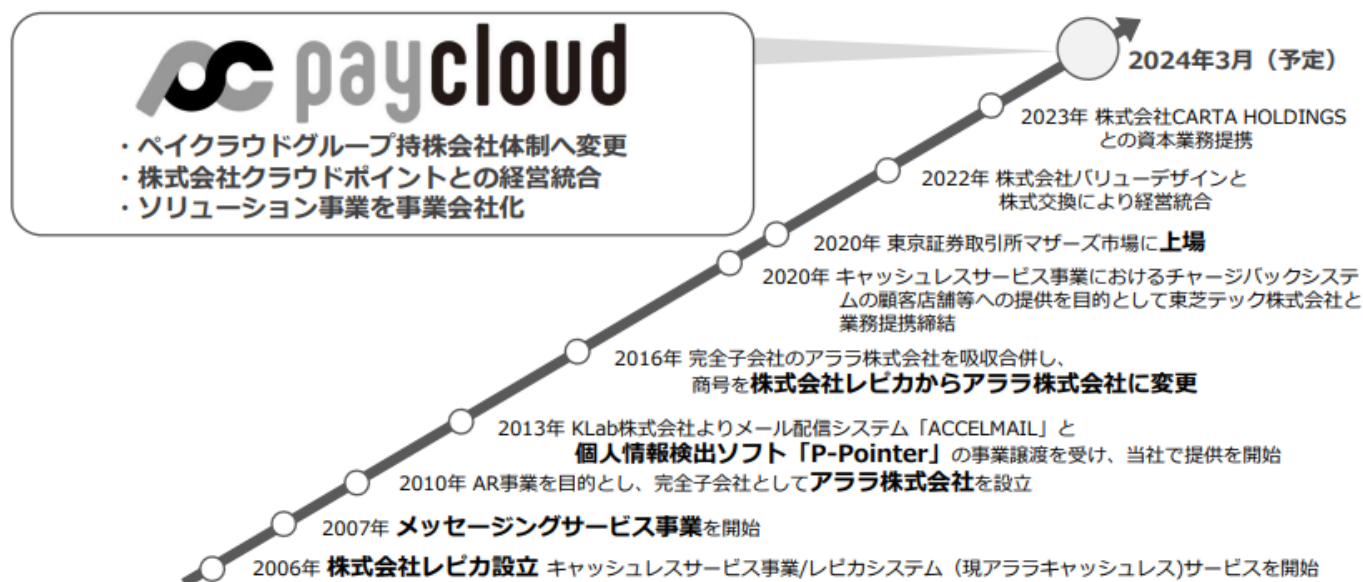 paycloud
・ペイクラウドグループ持株会社体制へ変更
・株式会社クラウドポイントとの経営統合
・ソリューション事業を事業会社化
2024年3月（予定）
2023年 株式会社CARTA HOLDINGS
との資本業務提携
2022年 株式会社バリューデザインと
株式交換により経営統合
2020年 東京証券取引所マザーズ市場に上場
2020年 キャッシュレスサービス事業におけるチャージバックシステ
ムの顧客店舗等への提供を目的として東芝テック株式会社と
業務提携締結
2016年 完全子会社のアララ株式会社を吸収合併し、
商号を株式会社レピカからアララ株式会社に変更
2013年 KLab株式会社よりメール配信システム「ACCELMAIL」と
個人情報検出ソフト「P-Pointer」の事業譲渡を受け、当社で提供を開始
2010年 AR事業を目的とし、完全子会社としてアララ株式会社を設立
2007年 メッセージングサービス事業を開始
2006年 株式会社レピカ設立 キャッシュレスサービス事業/レピカシステム（現アララキャッシュレス)サービスを開始